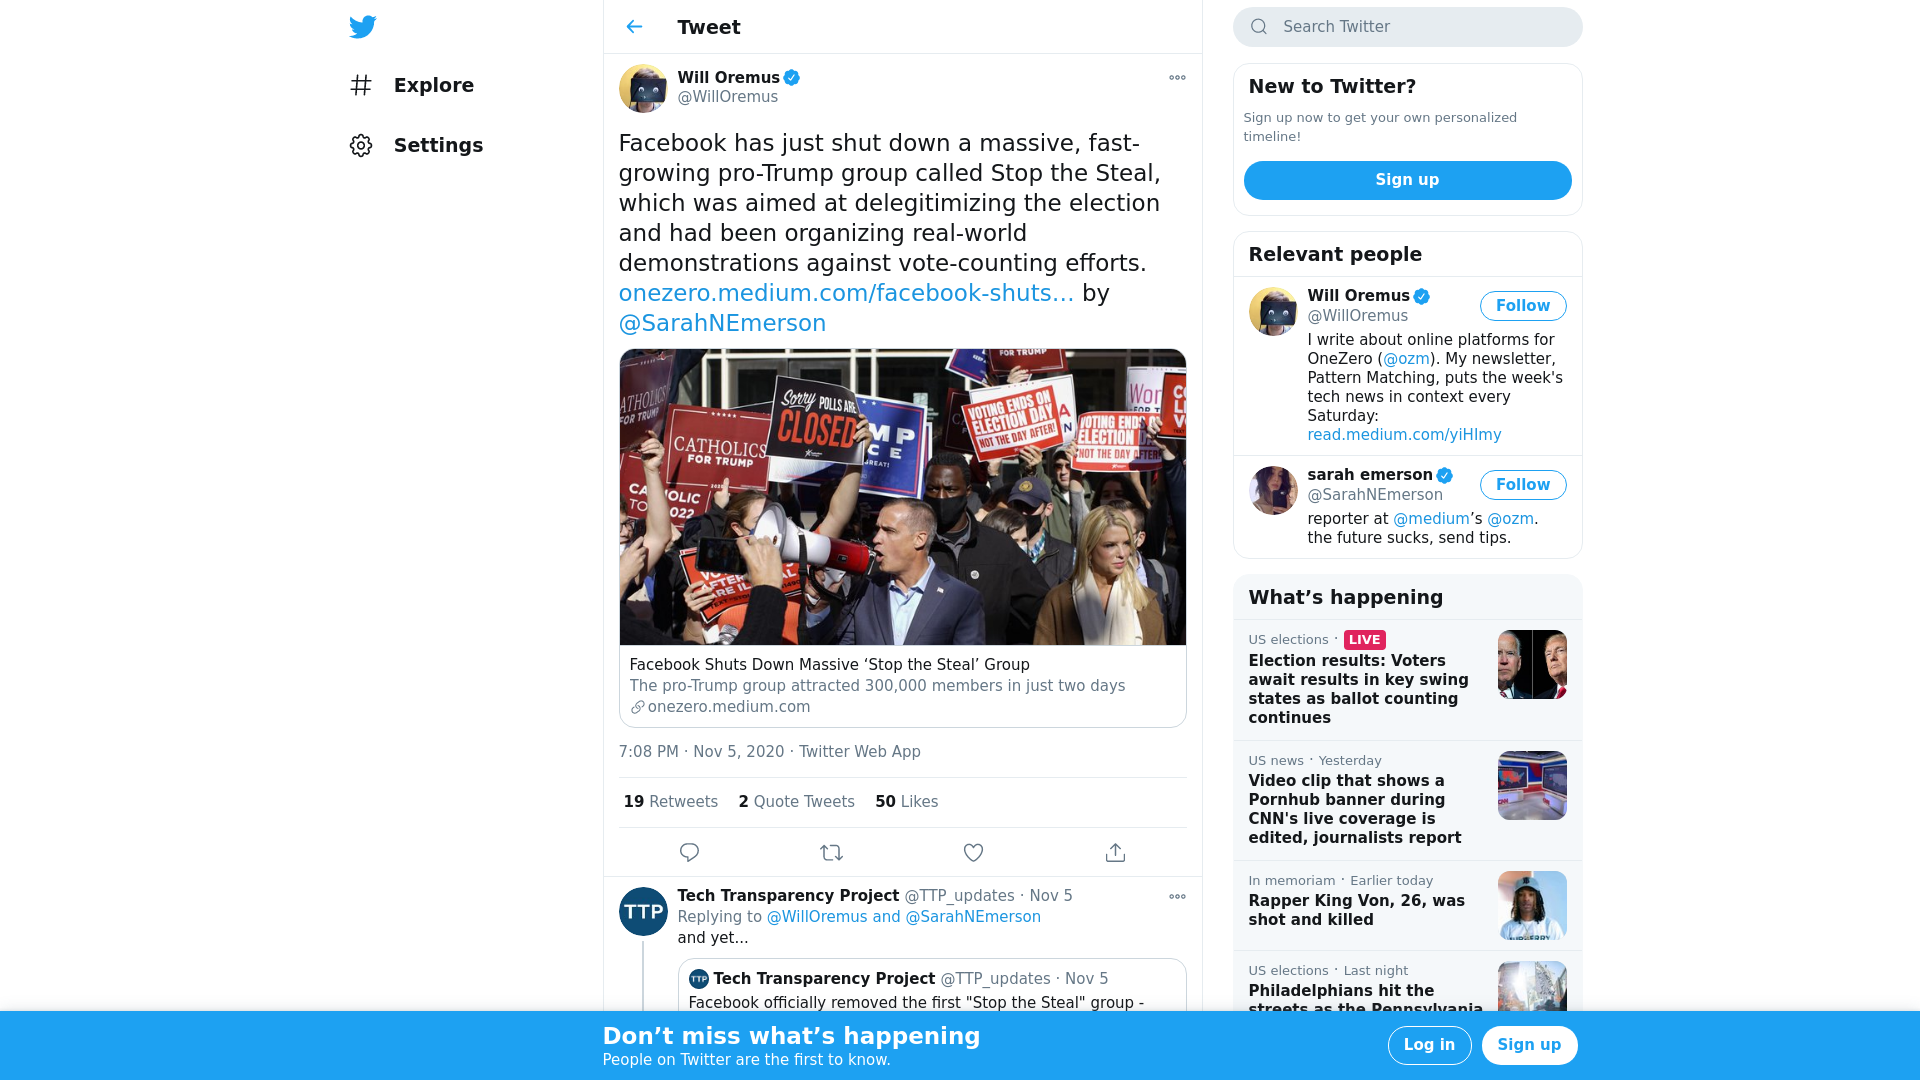 Explore
Settings
Tweet
Will Oremus
@WillOremus
Facebook has just shut down a massive, fast-
growing pro-Trump group called Stop the Steal,
which was aimed at delegitimizing the election
and had been organizing real-world
demonstrations against vote-counting efforts.
onezero.medium.com/facebook-shuts… by
@SarahNEmerson
CATHOLICS
FOR TRUMP
Sorry POLLS ARE
CLOSED
VOTING ENDS ON
ELECTION DAY
NOT THE DAY AFTER!
FOR TRUMP
Facebook Shuts Down Massive ‘Stop the Steal’ Group
The pro-Trump group attracted 300,000 members in just two days
onezero.medium.com
7:08 PM · Nov 5, 2020 · Twitter Web App
19 Retweets 2 Quote Tweets 50 Likes
TTP
Tech Transparency Project @TTP_updates · Nov 5
Replying to @WillOremus and @SarahNEmerson
and yet...
TTP Tech Transparency Project @TTP_updates · Nov 5
Facebook officially removed the first "Stop the Steal" group -
Search Twitter
New to Twitter?
Sign up now to get your own personalized
timeline!
Sign up
Relevant people
Will Oremus
@WillOremus
Follow
I write about online platforms for
OneZero (@ozm). My newsletter,
Pattern Matching, puts the week's
tech news in context every
Saturday:
read.medium.com/yiHImy
sarah emerson
@SarahNEmerson
Follow
reporter at @medium’s @ozm.
the future sucks, send tips.
What’s happening
US elections · LIVE
Election results: Voters
await results in key swing
states as ballot counting
continues
US news · Yesterday
Video clip that shows a
Pornhub banner during
CNN's live coverage is
edited, journalists report
In memoriam · Earlier today
Rapper King Von, 26, was
shot and killed
US elections · Last night
Philadelphians hit the
streets as the Pennsylvania
Don’t miss what’s happening
People on Twitter are the first to know.
Log in
Sign up